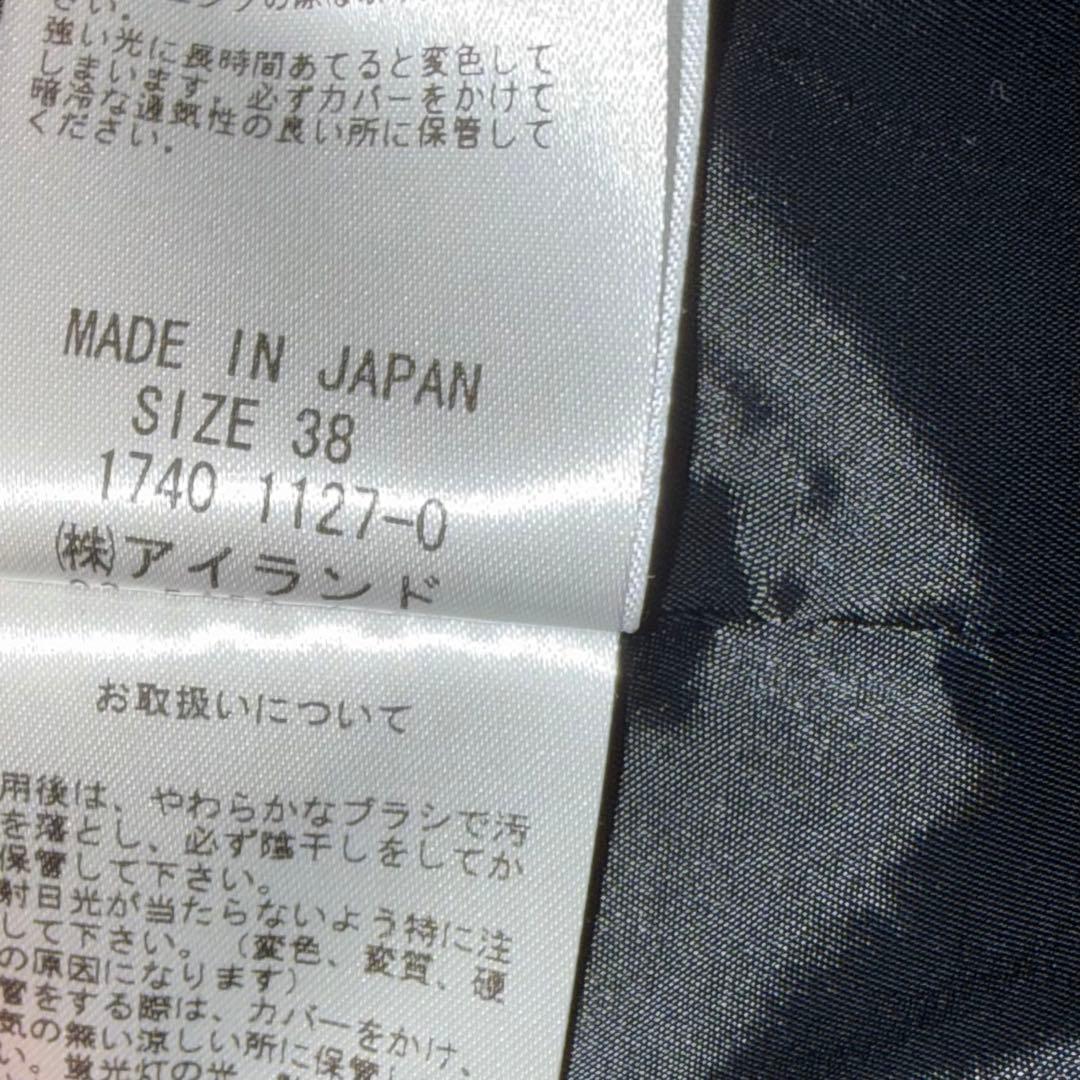 さい。
強い光に長時間あてると変色して
しまいます。必ずカバーをかけて
暗冷な通気性の良い所に保管して
ください。
MADE IN JAPAN
SIZE 38
1740 1127-0
㈱アイランド
お取扱いについて
用後は、やわらかなブラシで汚
を落とし、必ず陰干しをしてか
保管して下さい。
射日光が当たらないよう特に注
して下さい。（変色、変質、硬
の原因になります）
管をする際は、カバーをかけ、
気の無い涼しい所に保管し
い。蛍光灯の光